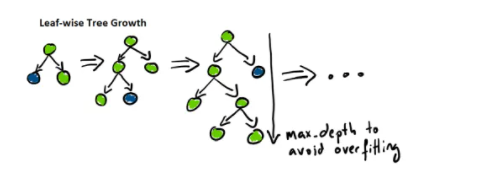 Leaf-wise Tree Growth
max_depth to
avoid overfitting